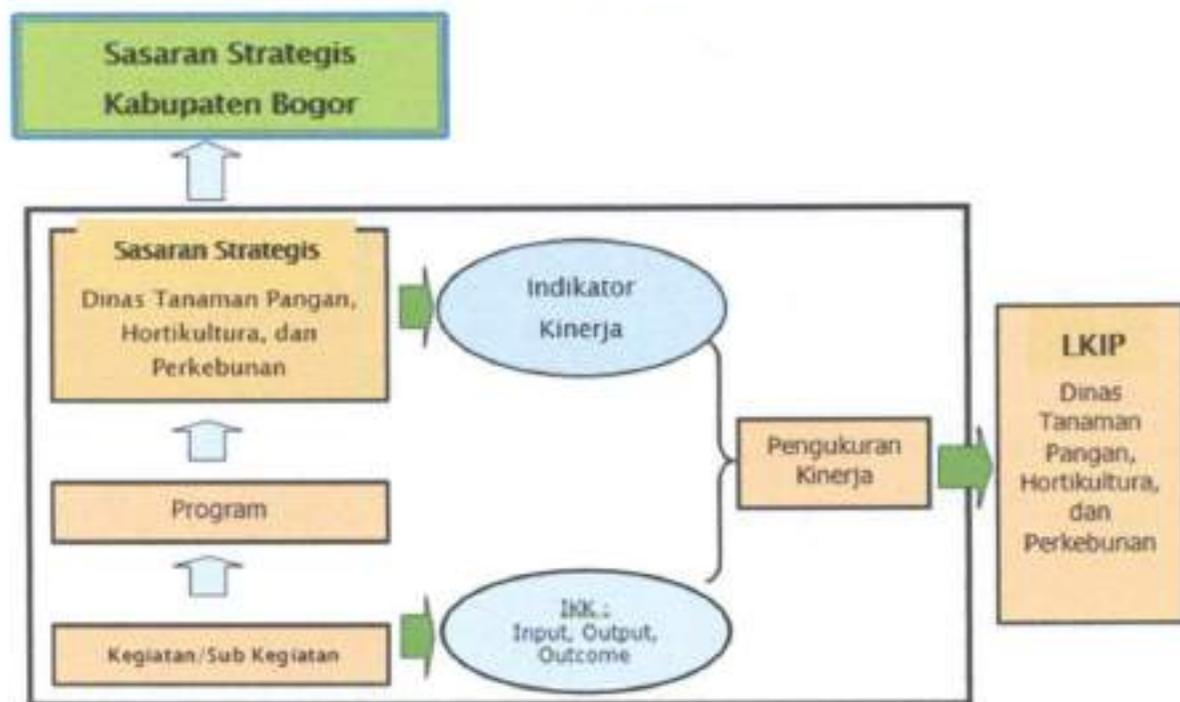 Sasaran Strategis
Kabupaten Bogor
Sasaran Strategis
Dinas Tanaman Pangan,
Hortikultura, dan
Perkebunan
Indikator
Kinerja
LKIP
Dinas
Tanaman
Pangan,
Hortikultura,
dan
Perkebunan
Pengukuran
Kinerja
Program
Kegiatan/Sub Kegiatan
IKK :
Input, Output,
Outcome